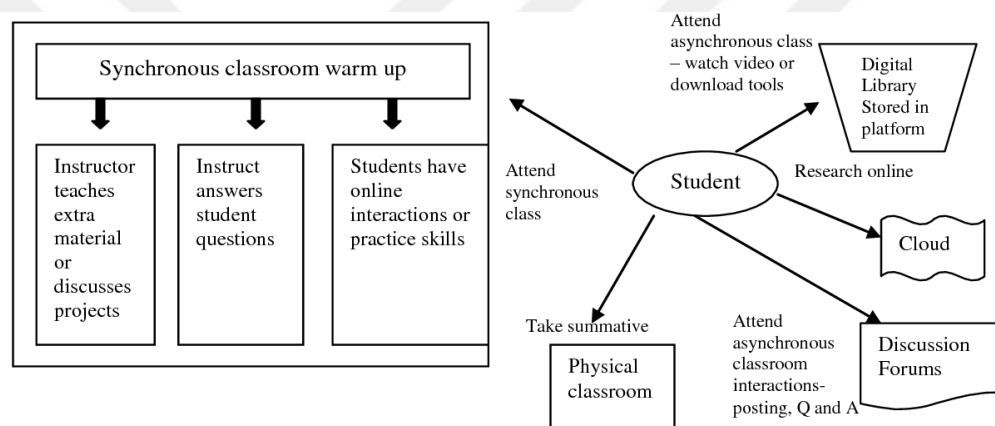 Synchronous classroom warm up
Instructor
teaches
extra
material
or
discusses
projects
Instruct
answers
student
questions
Students have
online
interactions or
practice skills
Attend
asynchronous class
– watch video or
download tools
Digital
Library
Stored in
platform
Attend
synchronous
class
Student
Research online
Cloud
Take summative
Physical
classroom
Attend
asynchronous
classroom
interactions-
posting, Q and A
Discussion
Forums